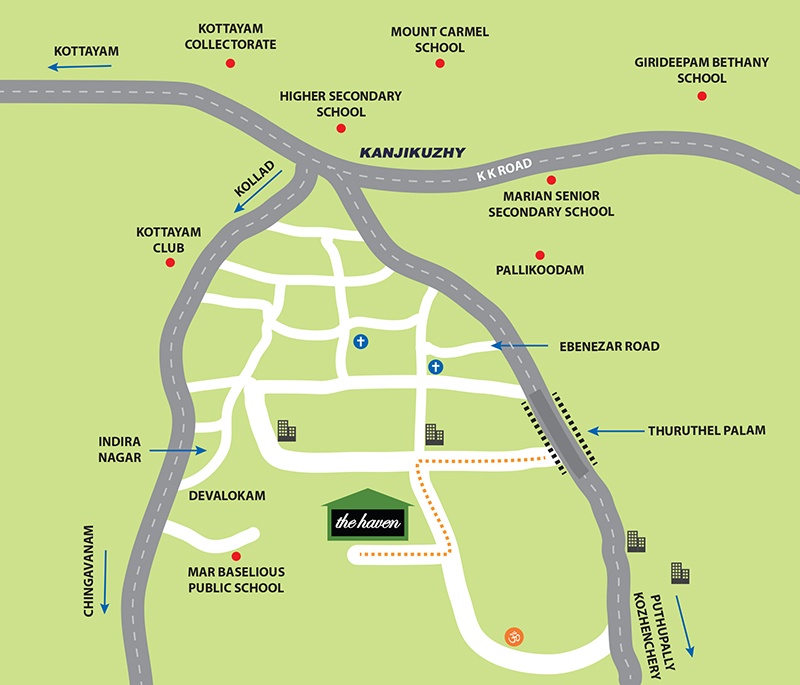 KOTTAYAM
COLLECTORATE
MOUNT CARMEL
SCHOOL
KOTTAYAM
GIRIDEEPAM BETHANY
SCHOOL
HIGHER SECONDARY
SCHOOL
KANJIKUZHY
K K ROAD
KOLLAD
MARIAN SENIOR
SECONDARY SCHOOL
KOTTAYAM
CLUB
PALLIKOODAM
EBENEZAR ROAD
THURUTHEL PALAM
INDIRA
NAGAR
DEVALOKAM
the haven
CHINGAVANAM
MAR BASELIOUS
PUBLIC SCHOOL
PUTHUPALLY
KOZHENCHERY
ॐ